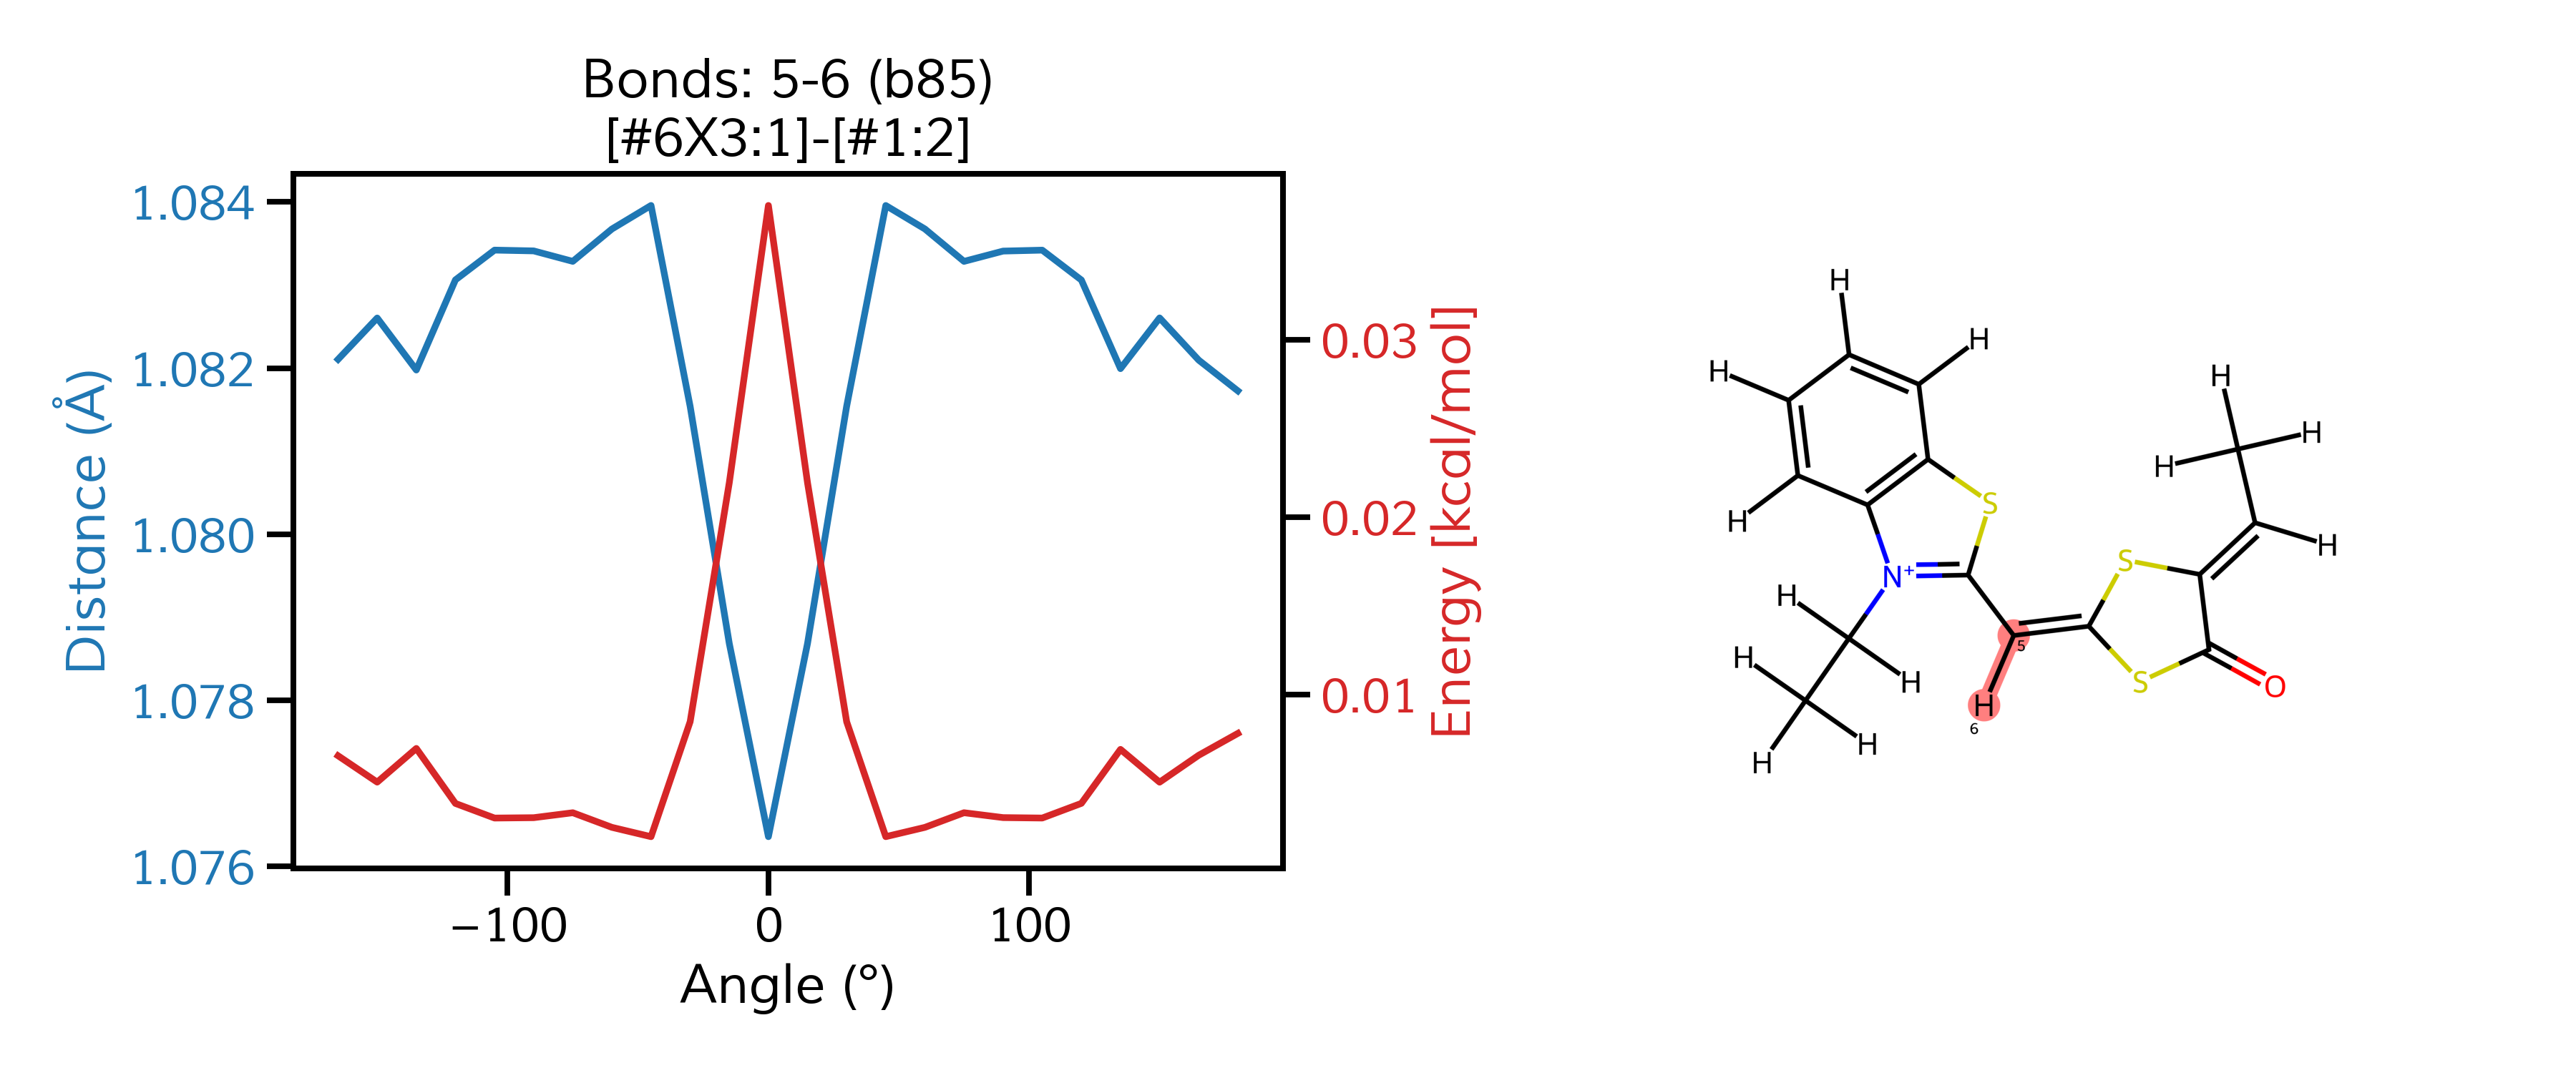 Bonds: 5-6 (b85)
[#6X3:1]-[#1:2]
Distance (Å)
1.084
1.082
1.080
1.078
1.076
−100
0
100
Angle (°)
0.03
0.02
0.01
Energy [kcal/mol]
H
H
H
H
H
H
H
S
H
S
N+
H
H
5
H
H
S
O
H
6
H
H